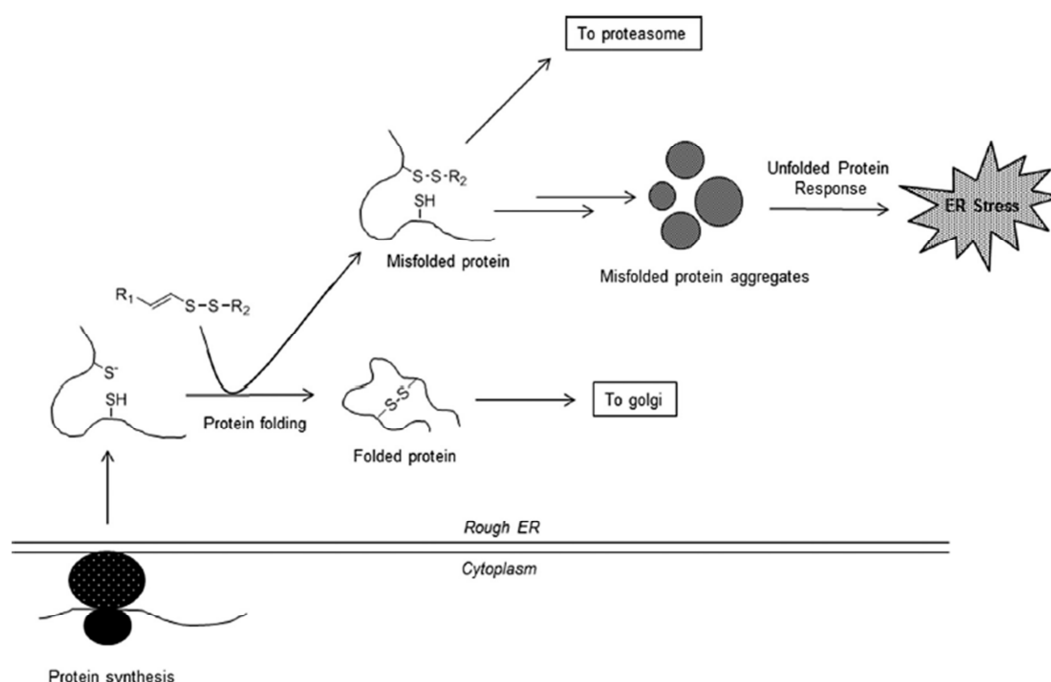 To proteasome
S-S-R2
SH
Misfolded protein
Unfolded Protein
Response
ER Stress
Misfolded protein aggregates
R1
S-S-R2
S-
SH
Protein folding
S-S
Folded protein
To golgi
Rough ER
Cytoplasm
Protein synthesis